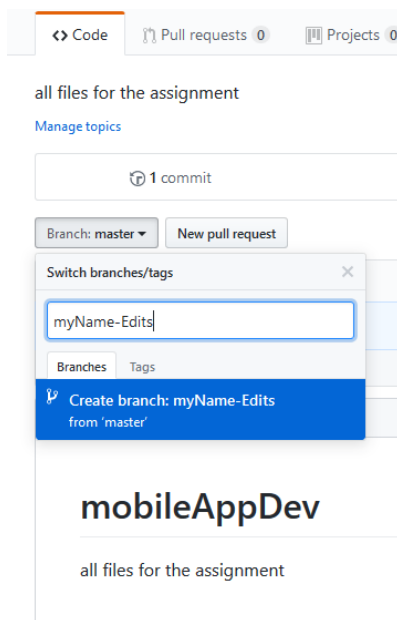 <> Code Pull requests 0 Projects 0
all files for the assignment
Manage topics
1 commit
Branch: master New pull request
Switch branches/tags
myName-Edits
Branches Tags
Create branch: myName-Edits
from ‘master’
mobileAppDev
all files for the assignment